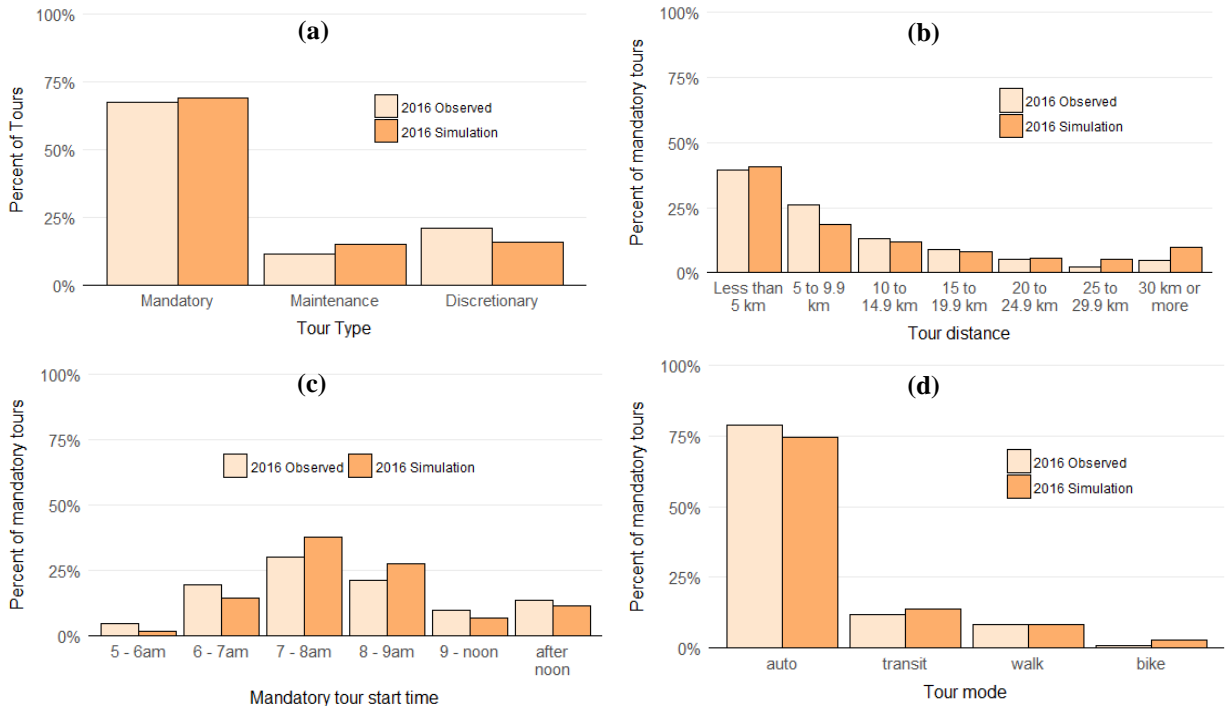 (a)
100%
75%
50%
25%
0%
Percent of Tours
2016 Observed
2016 Simulation
Mandatory Maintenance Discretionary
Tour Type
(b)
100%
75%
50%
25%
0%
Percent of mandatory tours
2016 Observed
2016 Simulation
Less than 5 to 9.9 10 to 15 to 20 to 25 to 30 km or
5 km km 14.9 km 19.9 km 24.9 km 29.9 km more
Tour distance
(c)
100%
75%
50%
25%
0%
Percent of mandatory tours
2016 Observed 2016 Simulation
5 - 6am 6 - 7am 7 - 8am 8 - 9am 9 - noon after
noon
Mandatory tour start time
(d)
100%
75%
50%
25%
0%
Percent of mandatory tours
2016 Observed
2016 Simulation
auto transit walk bike
Tour mode